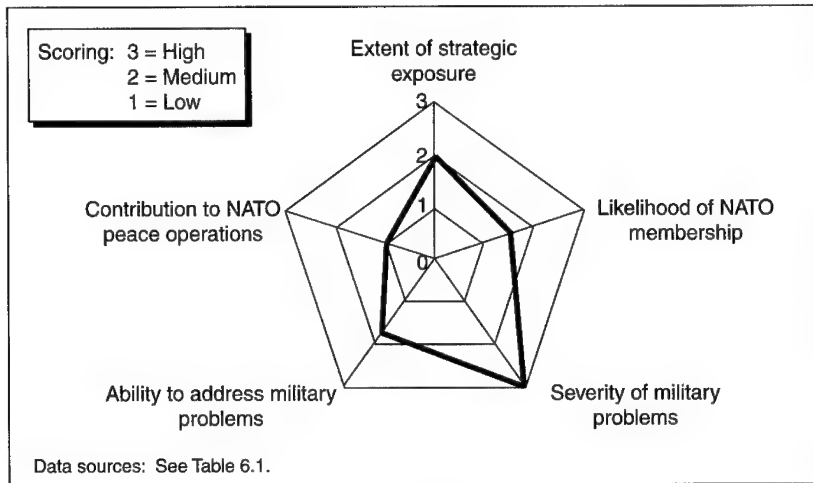 Scoring: 3 = High
2 = Medium
1 = Low
Extent of strategic
exposure
3
2
1
0
Contribution to NATO
peace operations
Likelihood of NATO
membership
Ability to address military
problems
Severity of military
problems
Data sources: See Table 6.1.